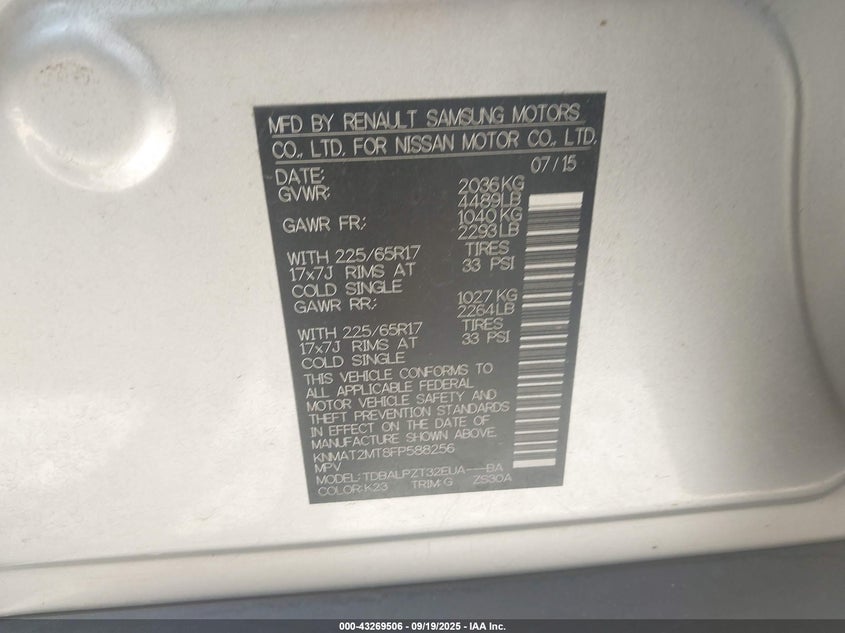 MFD BY RENAULT SAMSUNG MOTORS
CO., LTD. FOR NISSAN MOTOR CO., LTD.
DATE: 07/15
GVWR: 2036KG
4489LB
GAWR FR.: 1040KG
2293LB
WITH 225/65R17 TIRES
17x7J RIMS AT 33 PSI
COLD SINGLE
GAWR RR.: 1027KG
2264LB
WITH 225/65R17 TIRES
17x7J RIMS AT 33 PSI
COLD SINGLE
THIS VEHICLE CONFORMS TO
ALL APPLICABLE FEDERAL
MOTOR VEHICLE SAFETY AND
THEFT PREVENTION STANDARDS
IN EFFECT ON THE DATE OF
MANUFACTURE SHOWN ABOVE.
KNMAT2MT8FP588256
MPV
MODEL:TDBALPZT32EUA---BA
COLOR:K23 TRIM:G ZS30A
000-43269506 - 09/19/2025 - IAA Inc.